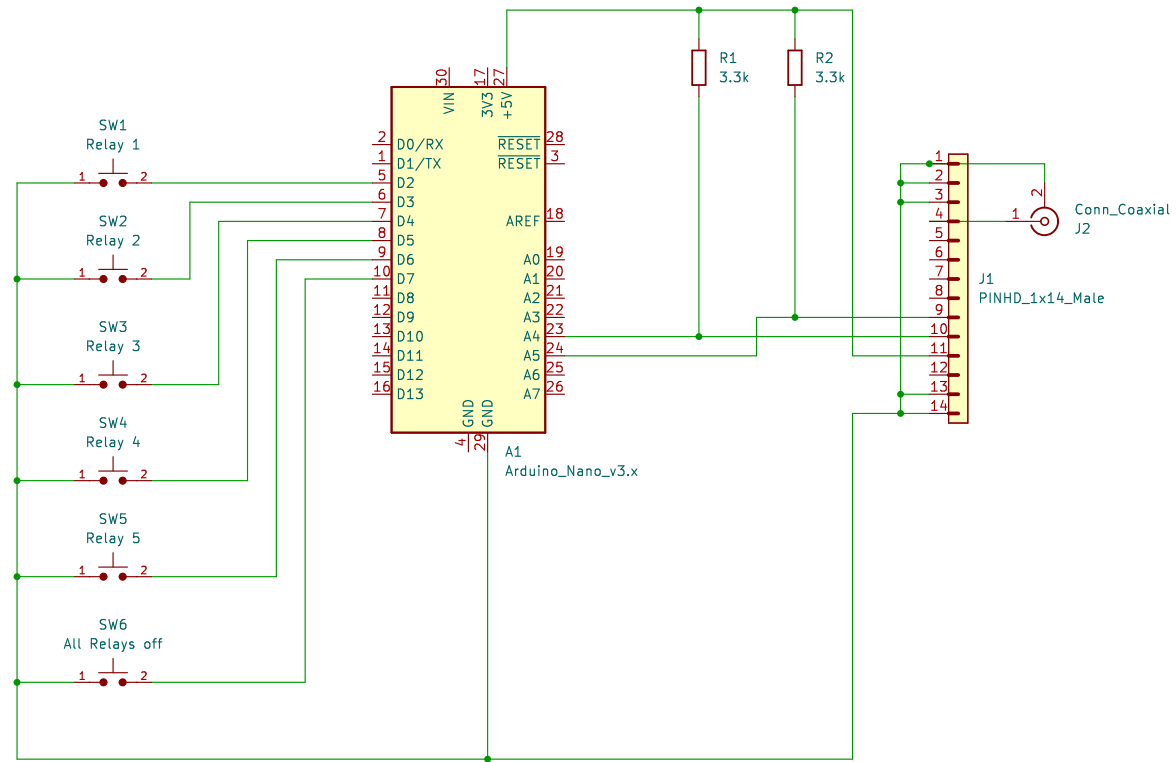 R1
3.3k
R2
3.3k
30
17
27
VIN
3V3
+5V
SW1
Relay 1
1
2
SW2
Relay 2
1
2
SW3
Relay 3
1
2
SW4
Relay 4
1
2
SW5
Relay 5
1
2
SW6
All Relays off
1
2
2 D0/RX
1 D1/TX
5 D2
6 D3
7 D4
8 D5
9 D6
10 D7
11 D8
12 D9
13 D10
14 D11
15 D12
16 D13
RESET 28
RESET 3
AREF 18
A0 19
A1 20
A2 21
A3 22
A4 23
A5 24
A6 25
A7 26
GND
GND
4
29
A1
Arduino_Nano_v3.x
1
2
3
4
5
6
7
8
9
10
11
12
13
14
J1
PINHD_1x14_Male
2
1
Conn_Coaxial
J2